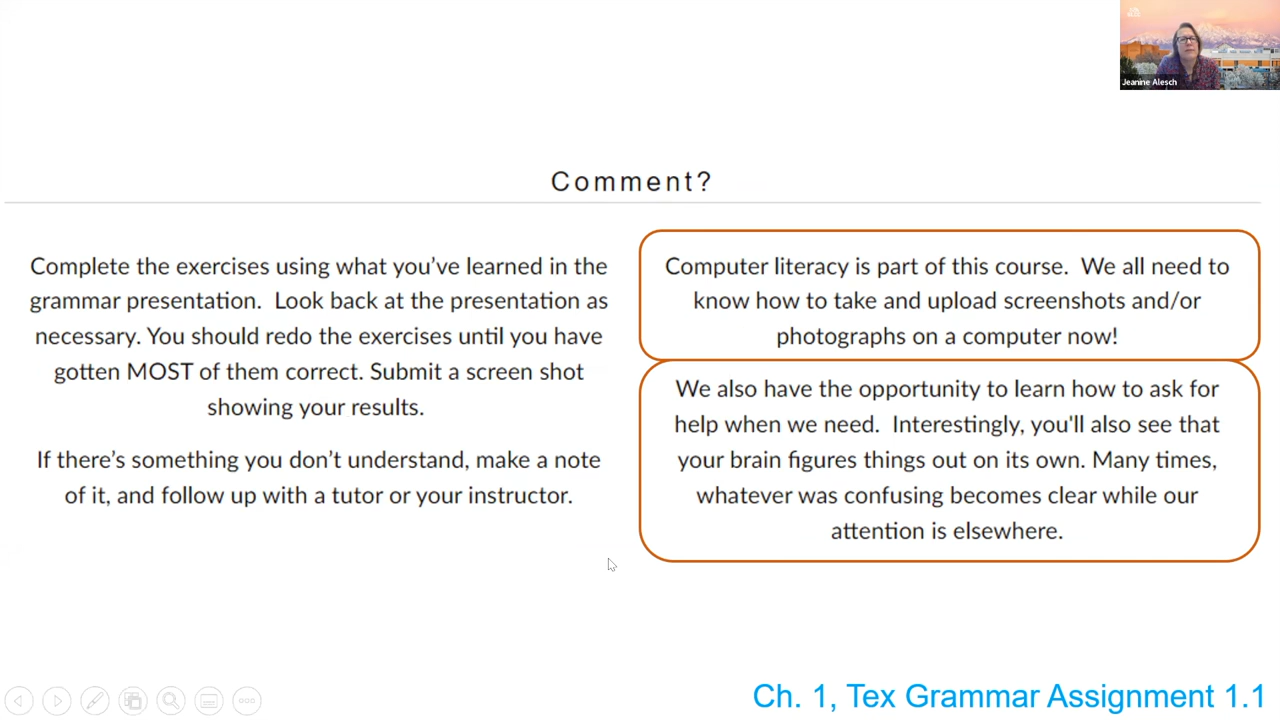 Jeanine Alesch
Comment?
Complete the exercises using what you've learned in the
grammar presentation.  Look back at the presentation as
necessary. You should redo the exercises until you have
gotten MOST of them correct. Submit a screen shot
showing your results.
If there's something you don't understand, make a note
of it, and follow up with a tutor or your instructor.
Computer literacy is part of this course.  We all need to
know how to take and upload screenshots and/or
photographs on a computer now!
We also have the opportunity to learn how to ask for
help when we need.  Interestingly, you'll also see that
your brain figures things out on its own. Many times,
whatever was confusing becomes clear while our
attention is elsewhere.
Ch. 1, Tex Grammar Assignment 1.1